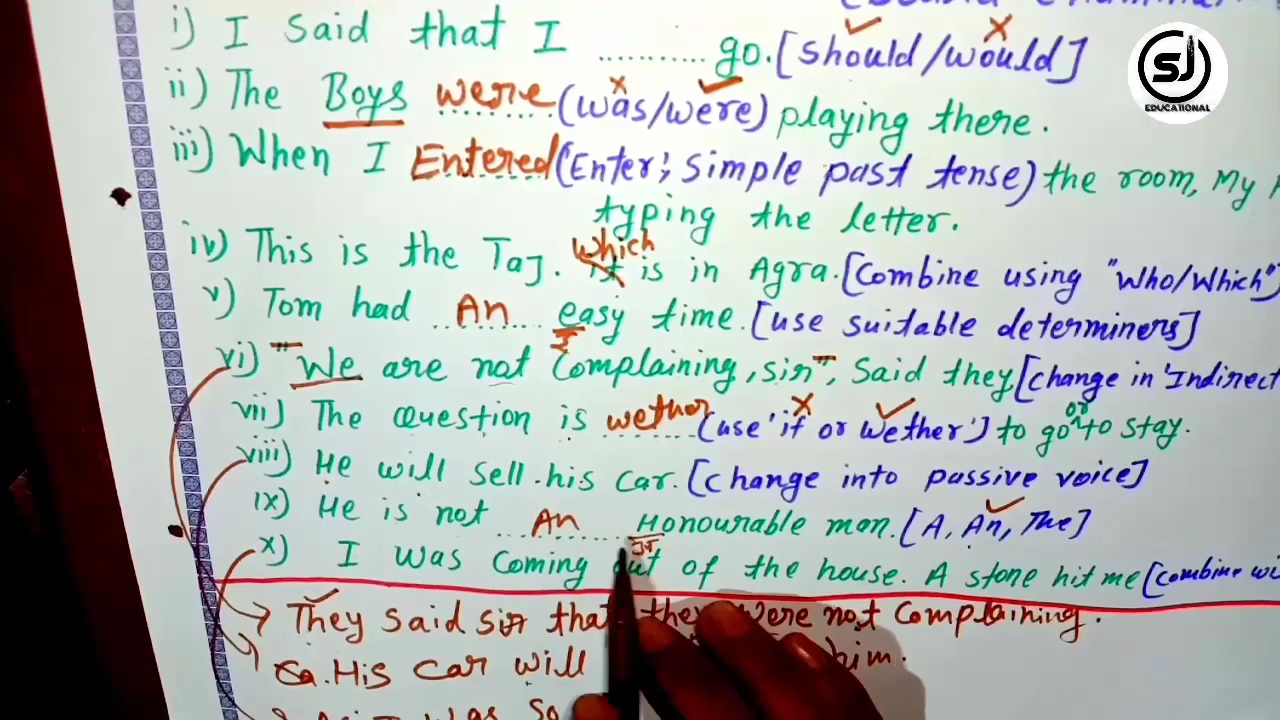 i) I said that I ........... go. [should/would]
SJ
EDUCATIONAL
ii) The Boys were (was/were) playing there.
iii) When I Entered (Enter; Simple past tense) the room, My
typing the letter.
iv) This is the Taj. it which is in Agra. [Combine using "Who/Which"]
v) Tom had ... An ... easy time. [use suitable determiners]
vi) "We are not Complaining, sir", Said they [change in 'Indirect
vii) The Question is wether (use 'if or wether') to go or to stay.
viii) He will sell his car. [change into passive voice]
ix) He is not An Honourable man. [A, An, The]
x) I was Coming out of the house. A stone hit me [combine
They said sir that they were not complaining.
His car will him.
was so